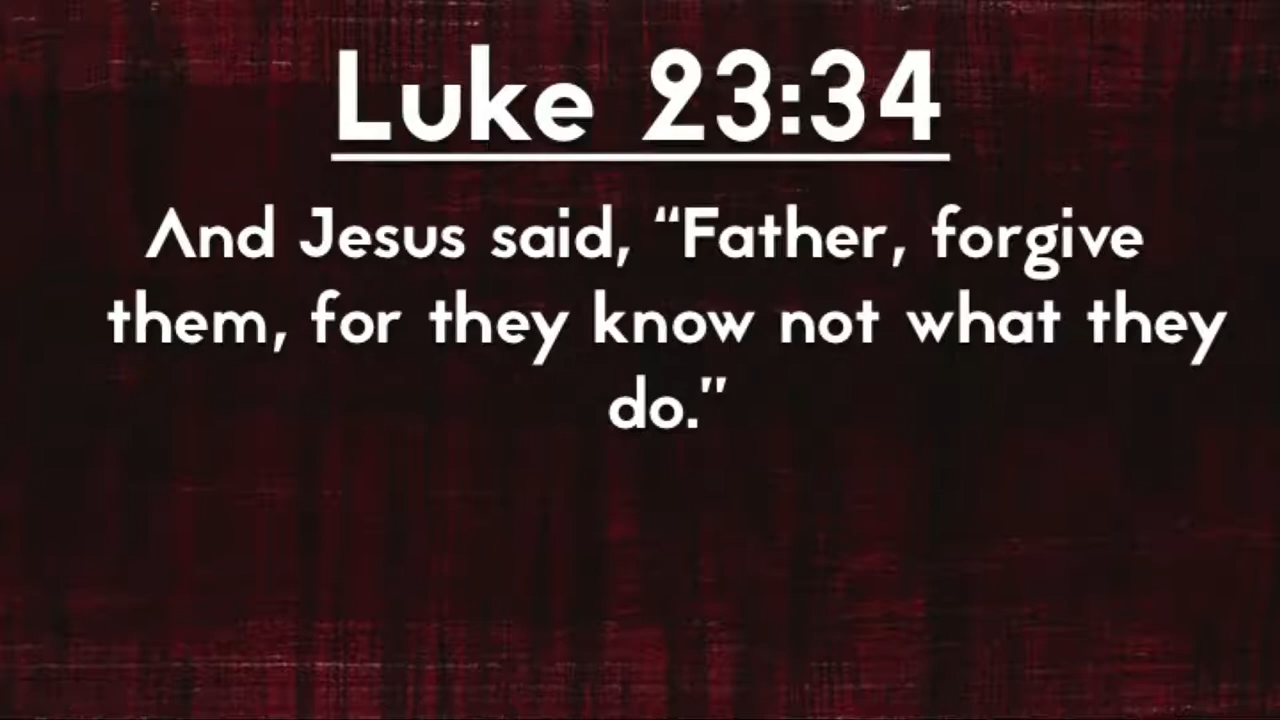 Luke 23:34
And Jesus said, “Father, forgive
them, for they know not what they
do.”